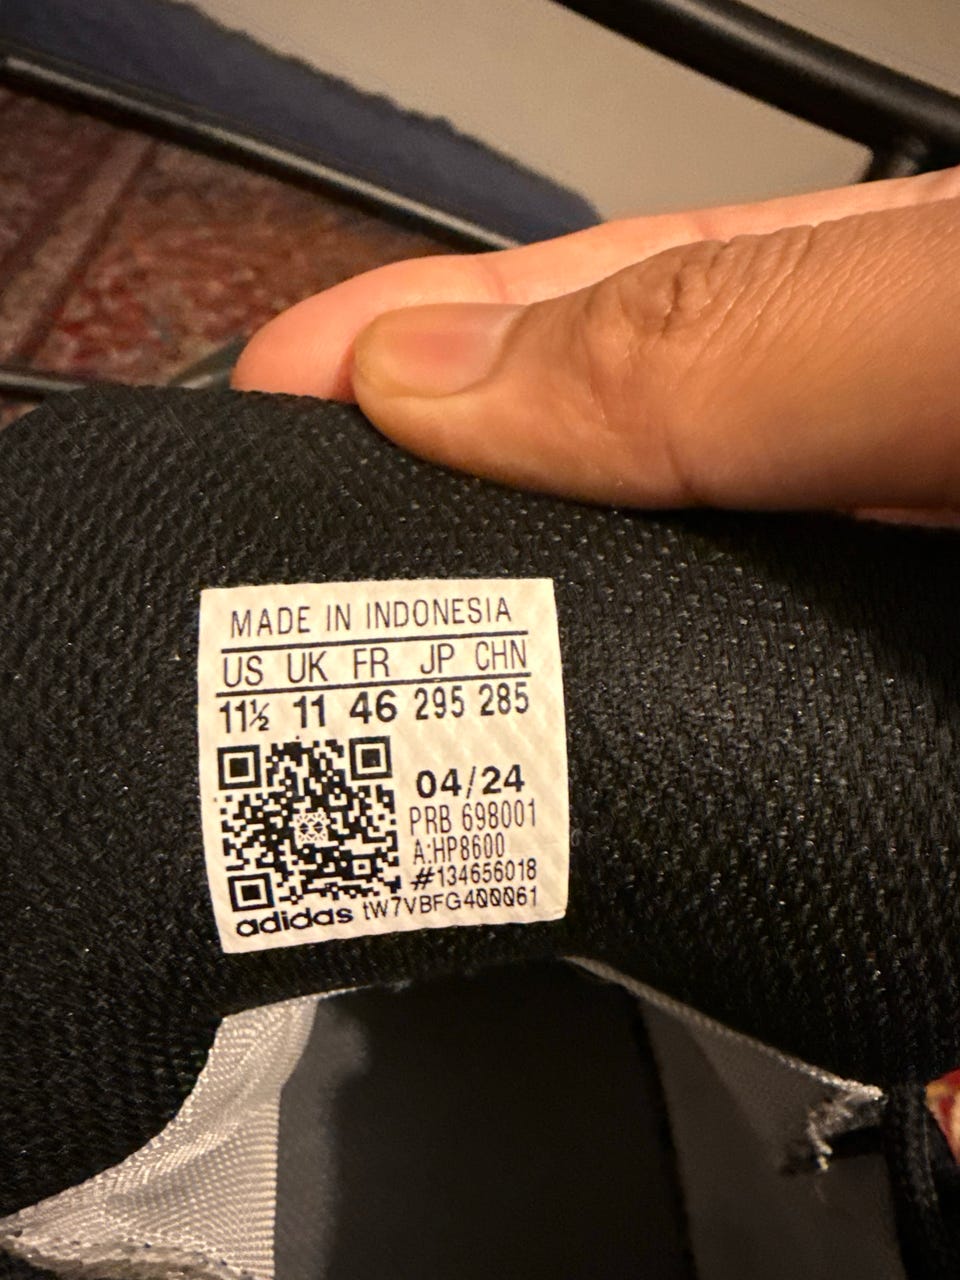 MADE IN INDONESIA
US UK FR JP CHN
11½ 11 46 295 285
04/24
PRB 698001
A:HP8600
#134656018
adidas tW7VBFG400061